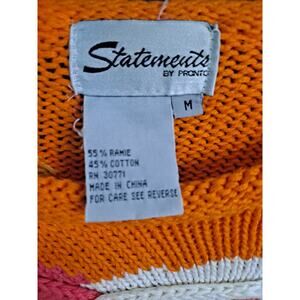 Statements
BY PRONTO
M
55% RAMIE
45% COTTON
RN 30771
MADE IN CHINA
FOR CARE SEE REVERSE